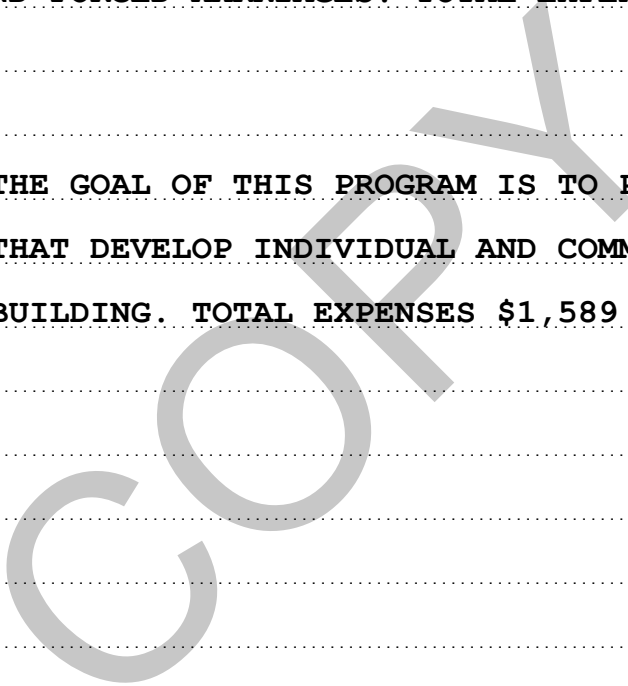 THE GOAL OF THIS PROGRAM IS TO
THAT DEVELOP INDIVIDUAL AND COMM
BUILDING. TOTAL EXPENSES $1,589
COPY